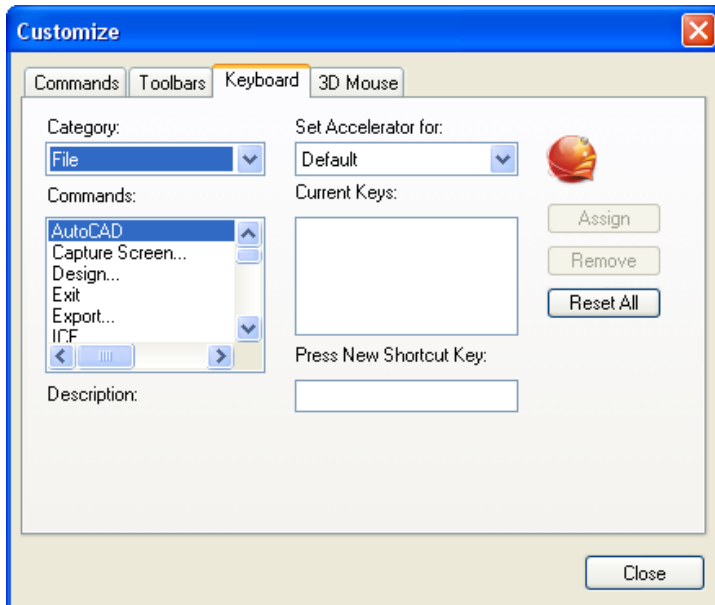 Customize
Commands Toolbars Keyboard 3D Mouse
Category:
File
Commands:
AutoCAD
Capture Screen...
Design...
Exit
Export...
ICE
Description:
Set Accelerator for:
Default
Current Keys:
Press New Shortcut Key:
Assign
Remove
Reset All
Close